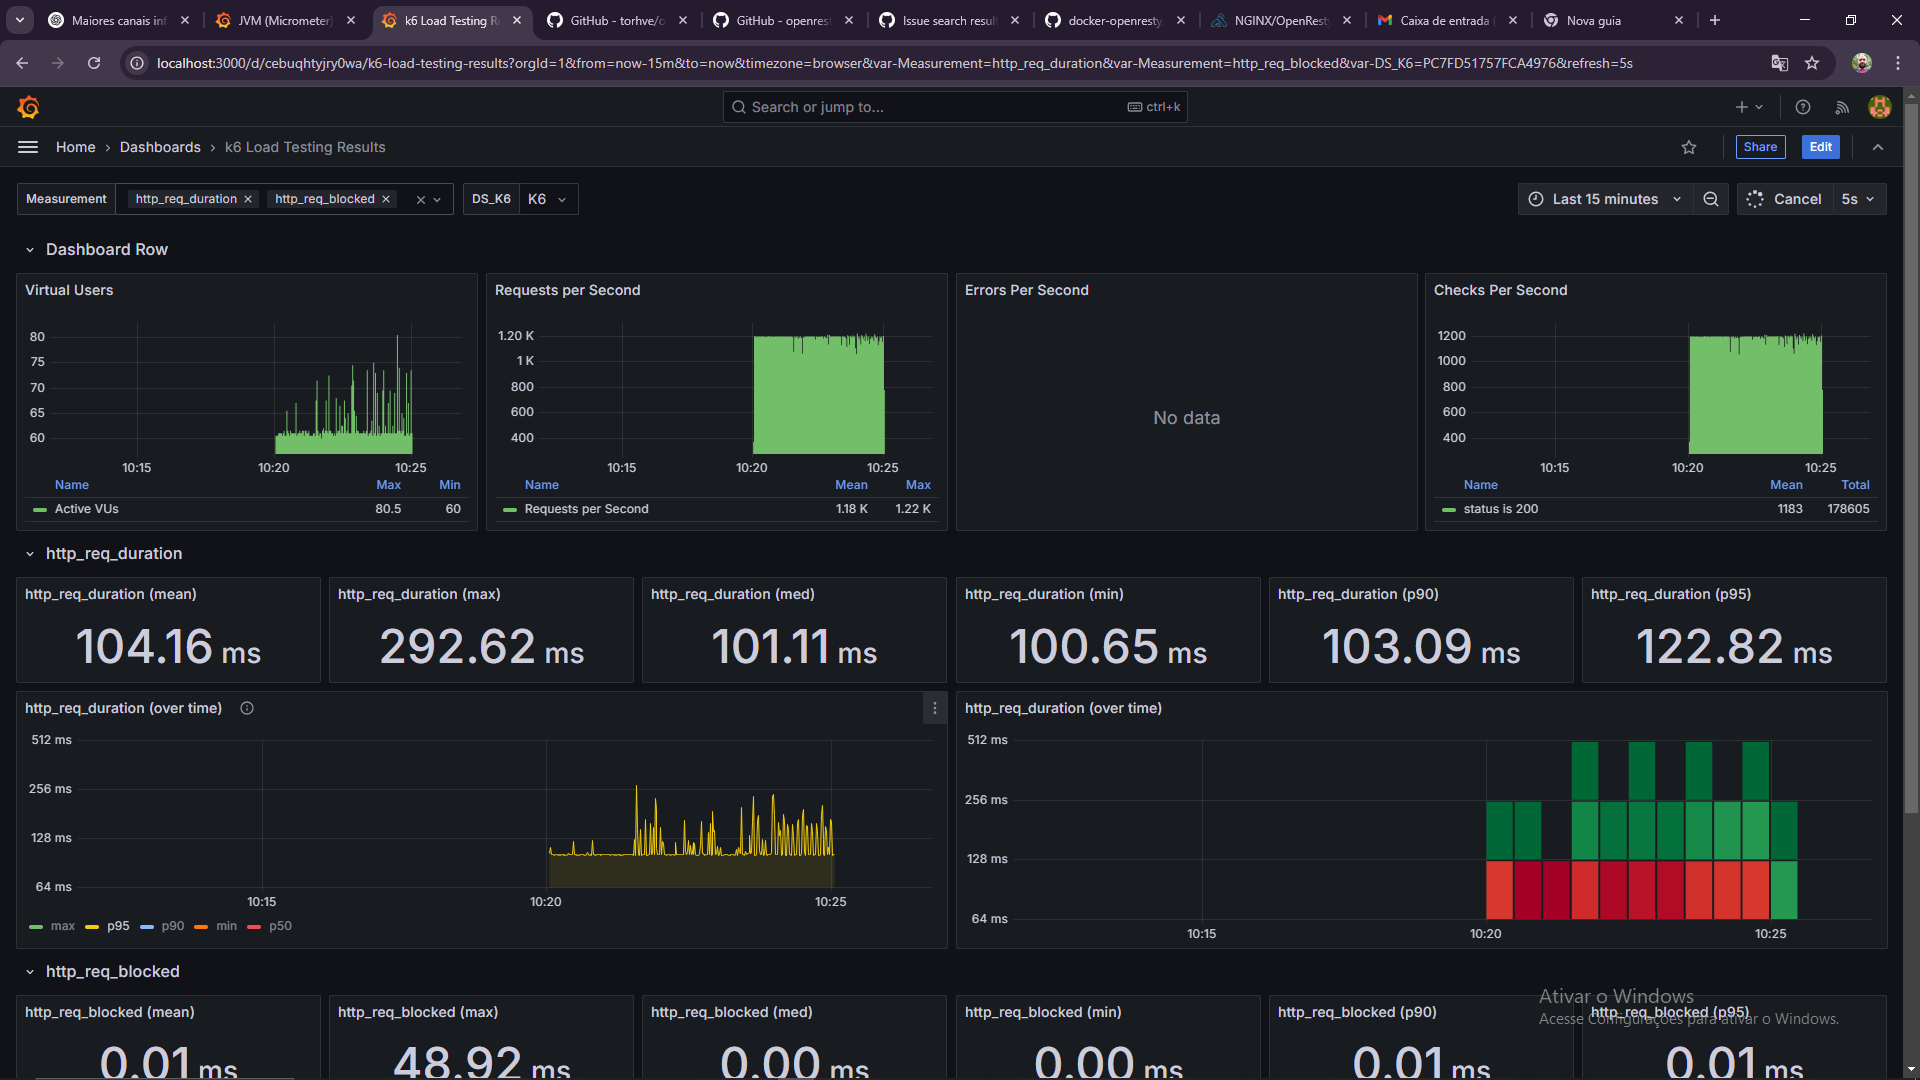 Maiores canais inf
JVM (Micrometer)
k6 Load Testing R
GitHub - torhve/o
GitHub - openres
Issue search resul
docker-openresty
NGINX/OpenRest
Caixa de entrada (
Nova guia
localhost:3000/d/cebuqhtyjry0wa/k6-load-testing-results?orgId=1&from=now-15m&to=now&timezone=browser&var-Measurement=http_req_duration&var-Measurement=http_req_blocked&var-DS_K6=PC7FD51757FCA4976&refresh=5s
Search or jump to... ctrl+k
Home › Dashboards › k6 Load Testing Results
Share
Edit
Measurement http_req_duration http_req_blocked
DS_K6 K6
Last 15 minutes
Cancel 5s
Dashboard Row
Virtual Users
80
75
70
65
60
10:15 10:20 10:25
Name Max Min
Active VUs 80.5 60
Requests per Second
1.20 K
1 K
800
600
400
10:15 10:20 10:25
Name Mean Max
Requests per Second 1.18 K 1.22 K
Errors Per Second
No data
Checks Per Second
1200
1000
800
600
400
10:15 10:20 10:25
Name Mean Total
status is 200 1183 178605
http_req_duration
http_req_duration (mean)
104.16 ms
http_req_duration (max)
292.62 ms
http_req_duration (med)
101.11 ms
http_req_duration (min)
100.65 ms
http_req_duration (p90)
103.09 ms
http_req_duration (p95)
122.82 ms
http_req_duration (over time)
512 ms
256 ms
128 ms
64 ms
10:15 10:20 10:25
max p95 p90 min p50
http_req_duration (over time)
512 ms
256 ms
128 ms
64 ms
10:15 10:20 10:25
http_req_blocked
http_req_blocked (mean)
0.01 ms
http_req_blocked (max)
48.92 ms
http_req_blocked (med)
0.00 ms
http_req_blocked (min)
0.00 ms
http_req_blocked (p90)
0.01 ms
http_req_blocked (p95)
0.01 ms
Ativar o Windows
Acesse Configurações para ativar o Windows.